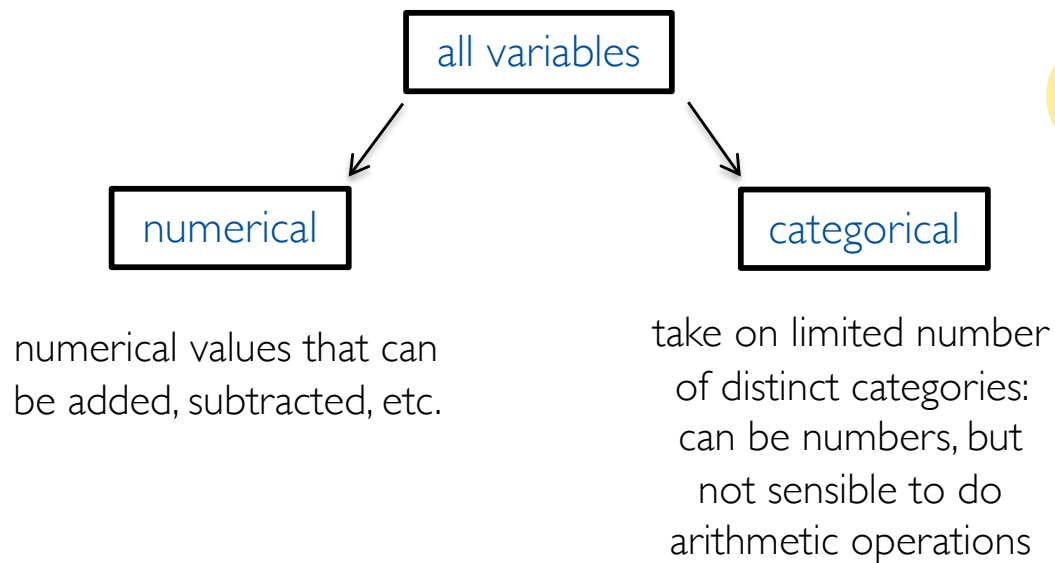 all variables
numerical
categorical
numerical values that can
be added, subtracted, etc.
take on limited number
of distinct categories:
can be numbers, but
not sensible to do
arithmetic operations